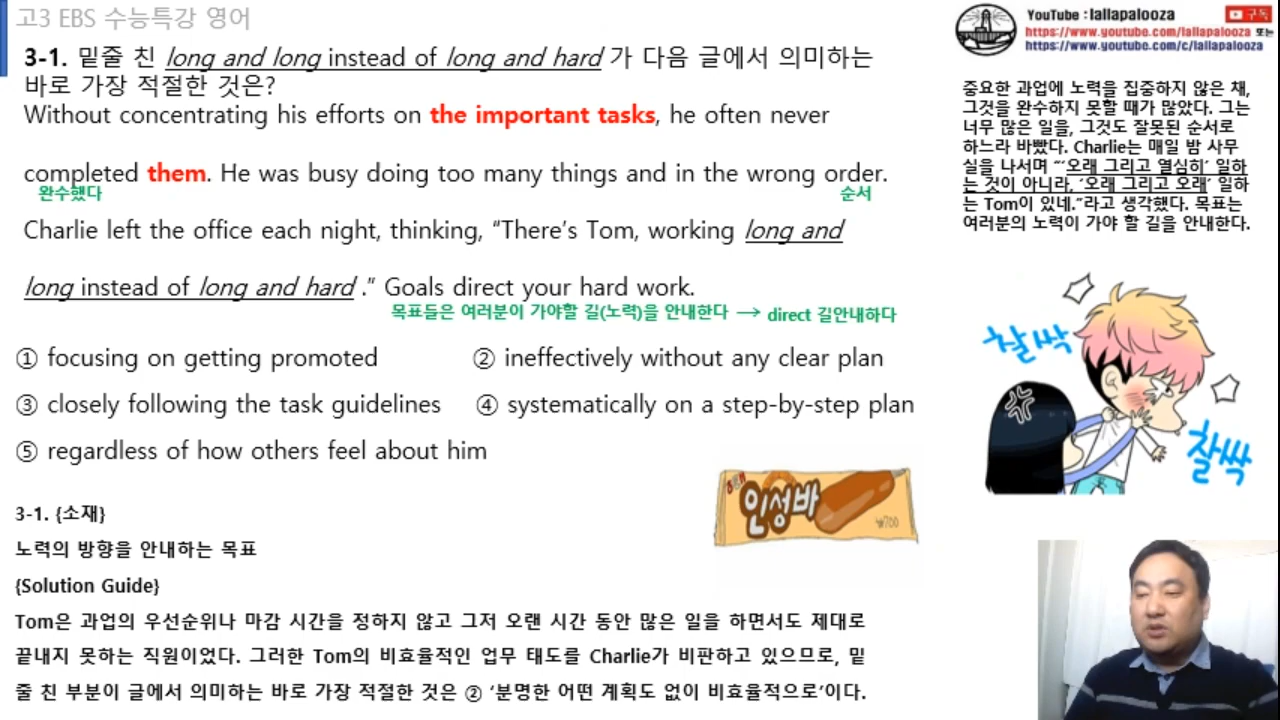 고3 EBS 수능특강 영어
3-1. 밑줄 친 long and long instead of long and hard 가 다음 글에서 의미하는
바로 가장 적절한 것은?
Without concentrating his efforts on the important tasks, he often never
completed them. He was busy doing too many things and in the wrong order.
완수했다 순서
Charlie left the office each night, thinking, “There’s Tom, working long and
long instead of long and hard .” Goals direct your hard work.
목표들은 여러분이 가야할 길(노력)을 안내한다 → direct 길안내하다
① focusing on getting promoted ② ineffectively without any clear plan
③ closely following the task guidelines ④ systematically on a step-by-step plan
⑤ regardless of how others feel about him
3-1. {소재}
노력의 방향을 안내하는 목표
{Solution Guide}
Tom은 과업의 우선순위나 마감 시간을 정하지 않고 그저 오랜 시간 동안 많은 일을 하면서도 제대로
끝내지 못하는 직원이었다. 그러한 Tom의 비효율적인 업무 태도를 Charlie가 비판하고 있으므로, 밑
줄 친 부분이 글에서 의미하는 바로 가장 적절한 것은 ② ‘분명한 어떤 계획도 없이 비효율적으로’이다.
YouTube : lallapalooza 구독
https://www.youtube.com/lallapalooza 또는
https://www.youtube.com/c/lallapalooza
중요한 과업에 노력을 집중하지 않은 채,
그것을 완수하지 못할 때가 많았다. 그는
너무 많은 일을, 그것도 잘못된 순서로
하느라 바빴다. Charlie는 매일 밤 사무
실을 나서며 “‘오래 그리고 열심히’ 일하
는 것이 아니라, ‘오래 그리고 오래’ 일하
는 Tom이 있네.”라고 생각했다. 목표는
여러분의 노력이 가야 할 길을 안내한다.
찰싹
찰싹
인성바
₩700